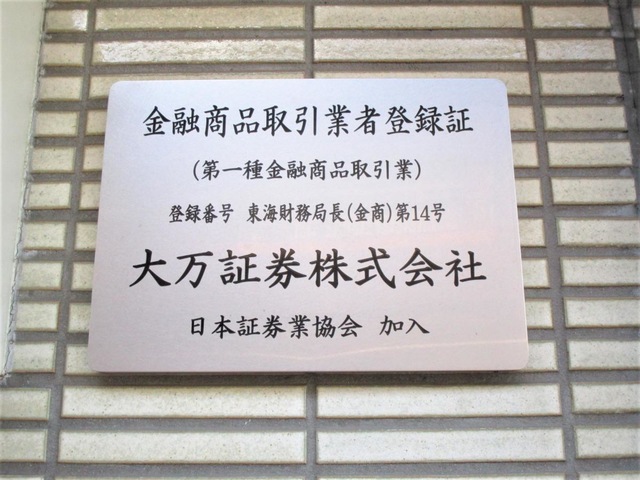 金融商品取引業者登録証
(第一種金融商品取引業)
登録番号 東海財務局長(金商)第14号
大万証券株式会社
日本証券業協会 加入